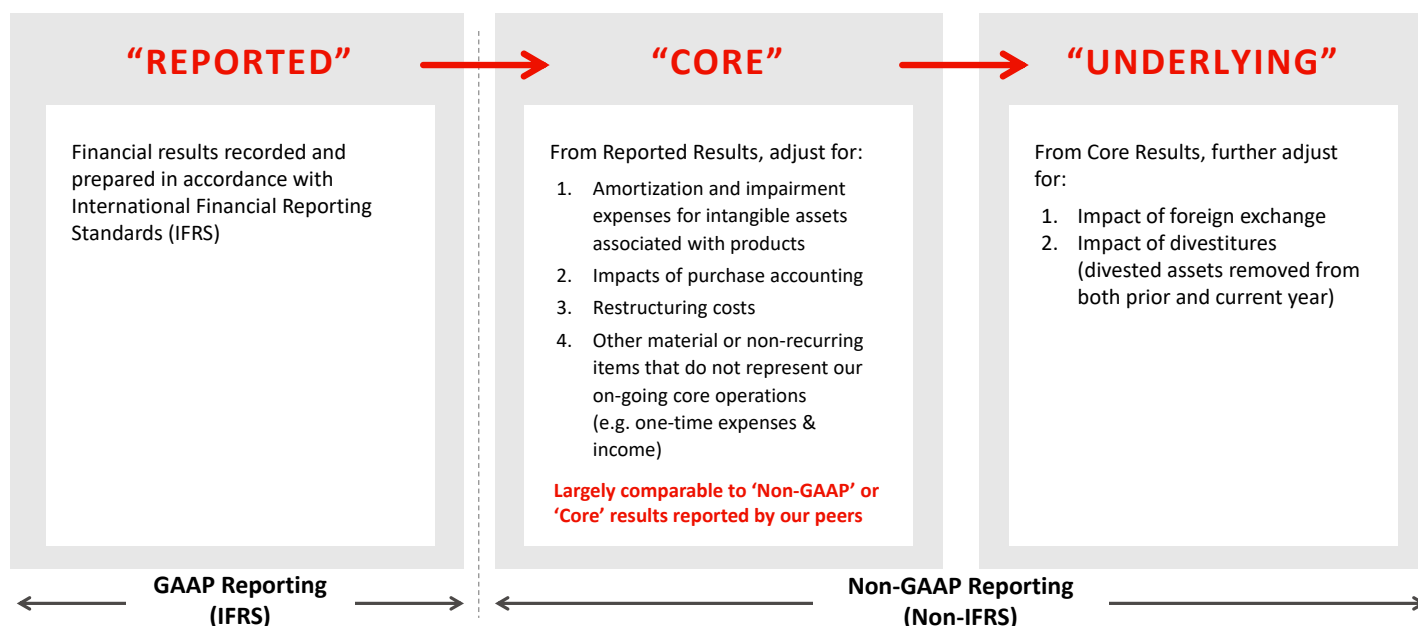 “REPORTED”
Financial results recorded and
prepared in accordance with
International Financial Reporting
Standards (IFRS)
“CORE”
From Reported Results, adjust for:
1. Amortization and impairment
expenses for intangible assets
associated with products
2. Impacts of purchase accounting
3. Restructuring costs
4. Other material or non-recurring
items that do not represent our
on-going core operations
(e.g. one-time expenses &
income)
Largely comparable to ‘Non-GAAP’ or
‘Core’ results reported by our peers
“UNDERLYING”
From Core Results, further adjust
for:
1. Impact of foreign exchange
2. Impact of divestitures
(divested assets removed from
both prior and current year)
GAAP Reporting
(IFRS)
Non-GAAP Reporting
(Non-IFRS)